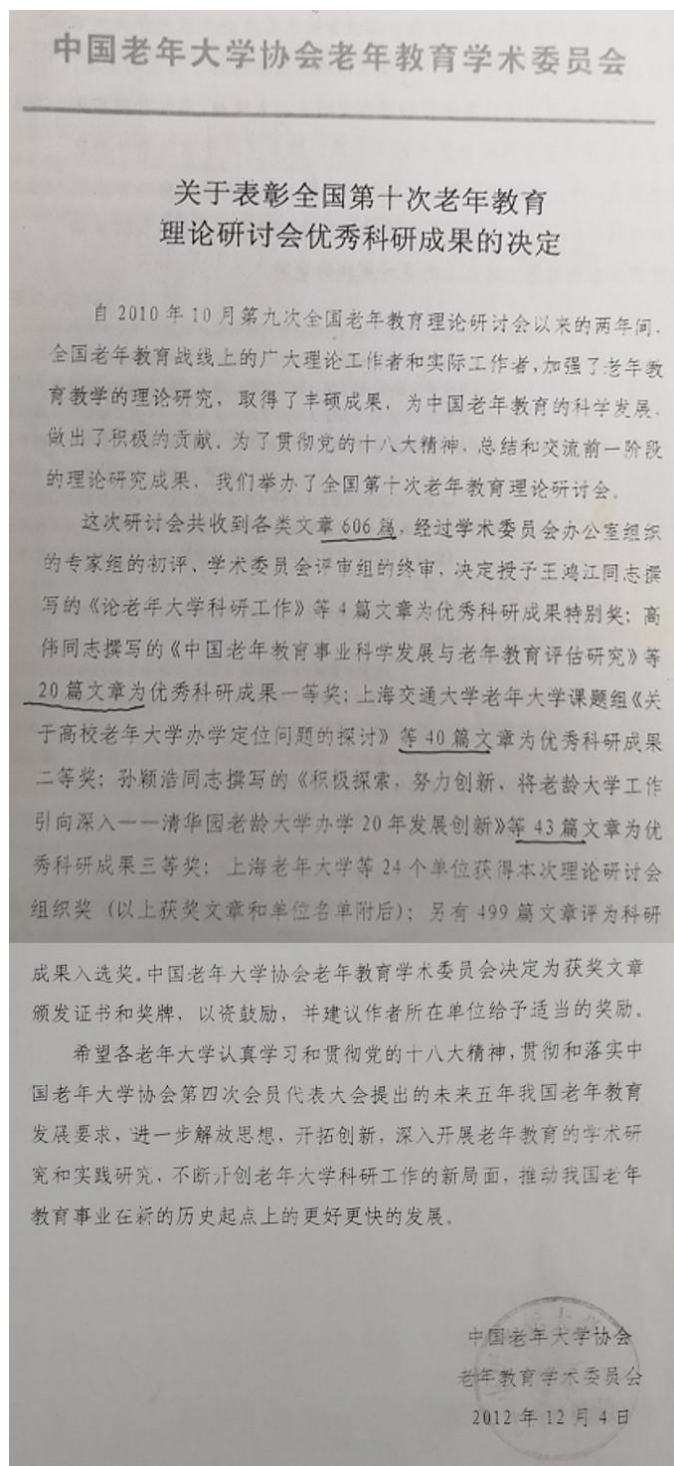 中国老年大学协会老年教育学术委员会
关于表彰全国第十次老年教育
理论研讨会优秀科研成果的决定
自2010年10月第九次全国老年教育理论研讨会以来的两年间，
全国老年教育战线上的广大理论工作者和实际工作者，加强了老年教
育教学的理论研究，取得了丰硕成果，为中国老年教育的科学发展，
做出了积极的贡献。为了贯彻党的十八大精神，总结和交流前一阶段
的理论研究成果，我们举办了全国第十次老年教育理论研讨会。
这次研讨会共收到各类文章606篇，经过学术委员会办公室组织
的专家组的初评、学术委员会评审组的终审，决定授予王鸿江同志撰
写的《论老年大学科研工作》等4篇文章为优秀科研成果特别奖；高
伟同志撰写的《中国老年教育事业科学发展与老年教育评估研究》等
20篇文章为优秀科研成果一等奖；上海交通大学老年大学课题组《关
于高校老年大学办学定位问题的探讨》等40篇文章为优秀科研成果
二等奖；孙颖浩同志撰写的《积极探索，努力创新、将老龄大学工作
引向深入——清华园老龄大学办学20年发展创新》等43篇文章为优
秀科研成果三等奖；上海老年大学等24个单位获得本次理论研讨会
组织奖（以上获奖文章和单位名单附后）；另有499篇文章评为科研
成果入选奖。中国老年大学协会老年教育学术委员会决定为获奖文章
颁发证书和奖牌，以资鼓励，并建议作者所在单位给予适当的奖励。
希望各老年大学认真学习和贯彻党的十八大精神，贯彻和落实中
国老年大学协会第四次会员代表大会提出的未来五年我国老年教育
发展要求，进一步解放思想，开拓创新，深入开展老年教育的学术研
究和实践研究，不断开创老年大学科研工作的新局面，推动我国老年
教育事业在新的历史起点上的更好更快的发展。
中国老年大学协会
老年教育学术委员会
2012年12月4日